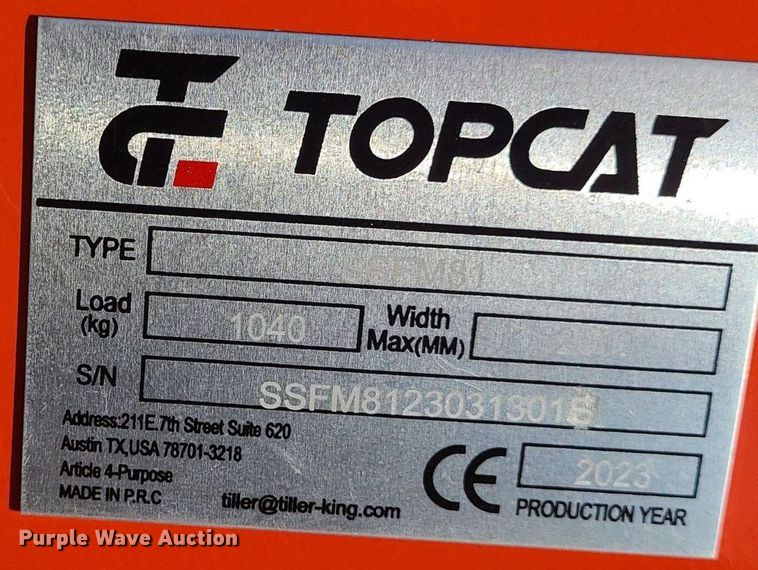 TOPCAT
TYPE SSFM81
Load (kg) 1040 Width Max(MM)
S/N
Address:211E.7th Street Suite 620
Austin TX,USA 78701-3218
Article 4-Purpose
MADE IN P.R.C
tiller@tiller-king.com
CE
2023
PRODUCTION YEAR
Purple Wave Auction